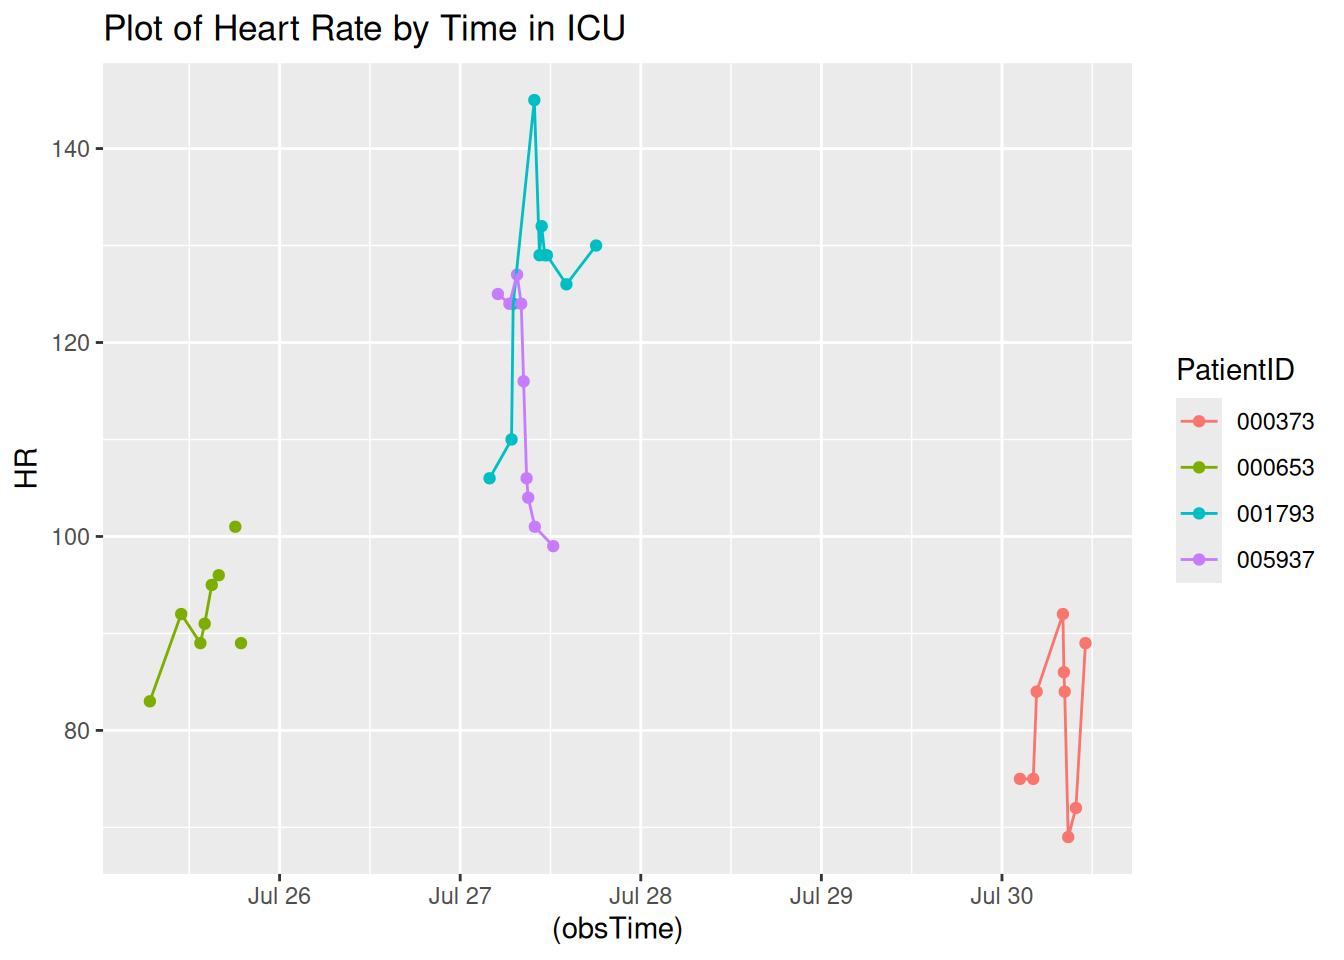 Plot of Heart Rate by Time in ICU
140
120
100
80
HR
Jul 26
Jul 27
Jul 28
Jul 29
Jul 30
(obsTime)
PatientID
000373
000653
001793
005937